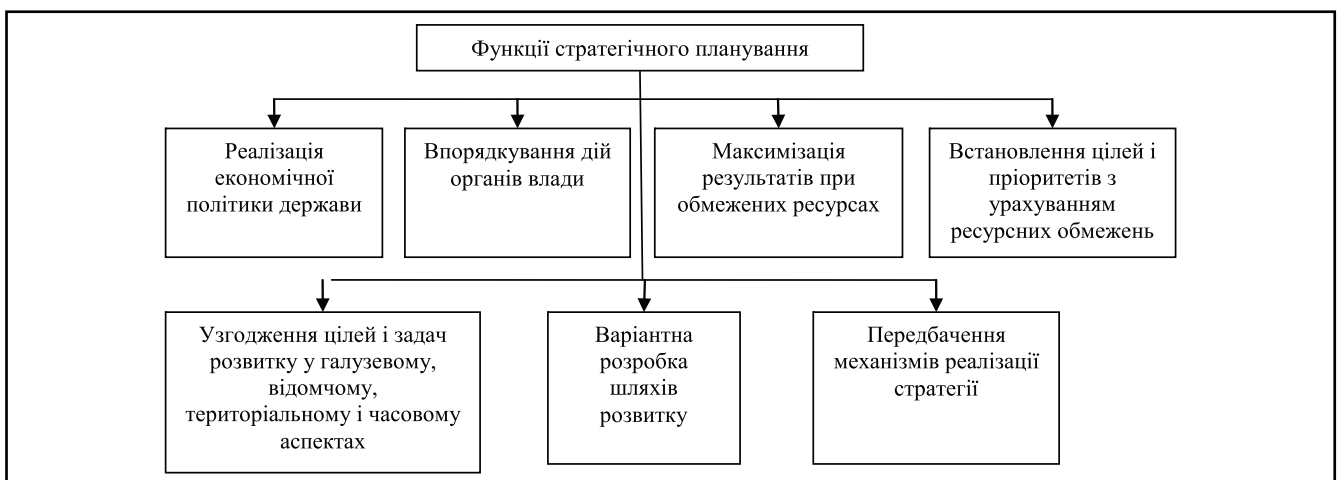 Функції стратегічного планування
Реалізація
економічної
політики держави
Впорядкування дій
органів влади
Максимізація
результатів при
обмежених ресурсах
Встановлення цілей і
пріоритетів з
урахуванням
ресурсних обмежень
Узгодження цілей і задач
розвитку у галузевому,
відомчому,
територіальному і часовому
аспектах
Варіантна
розробка
шляхів
розвитку
Передбачення
механізмів реалізації
стратегії